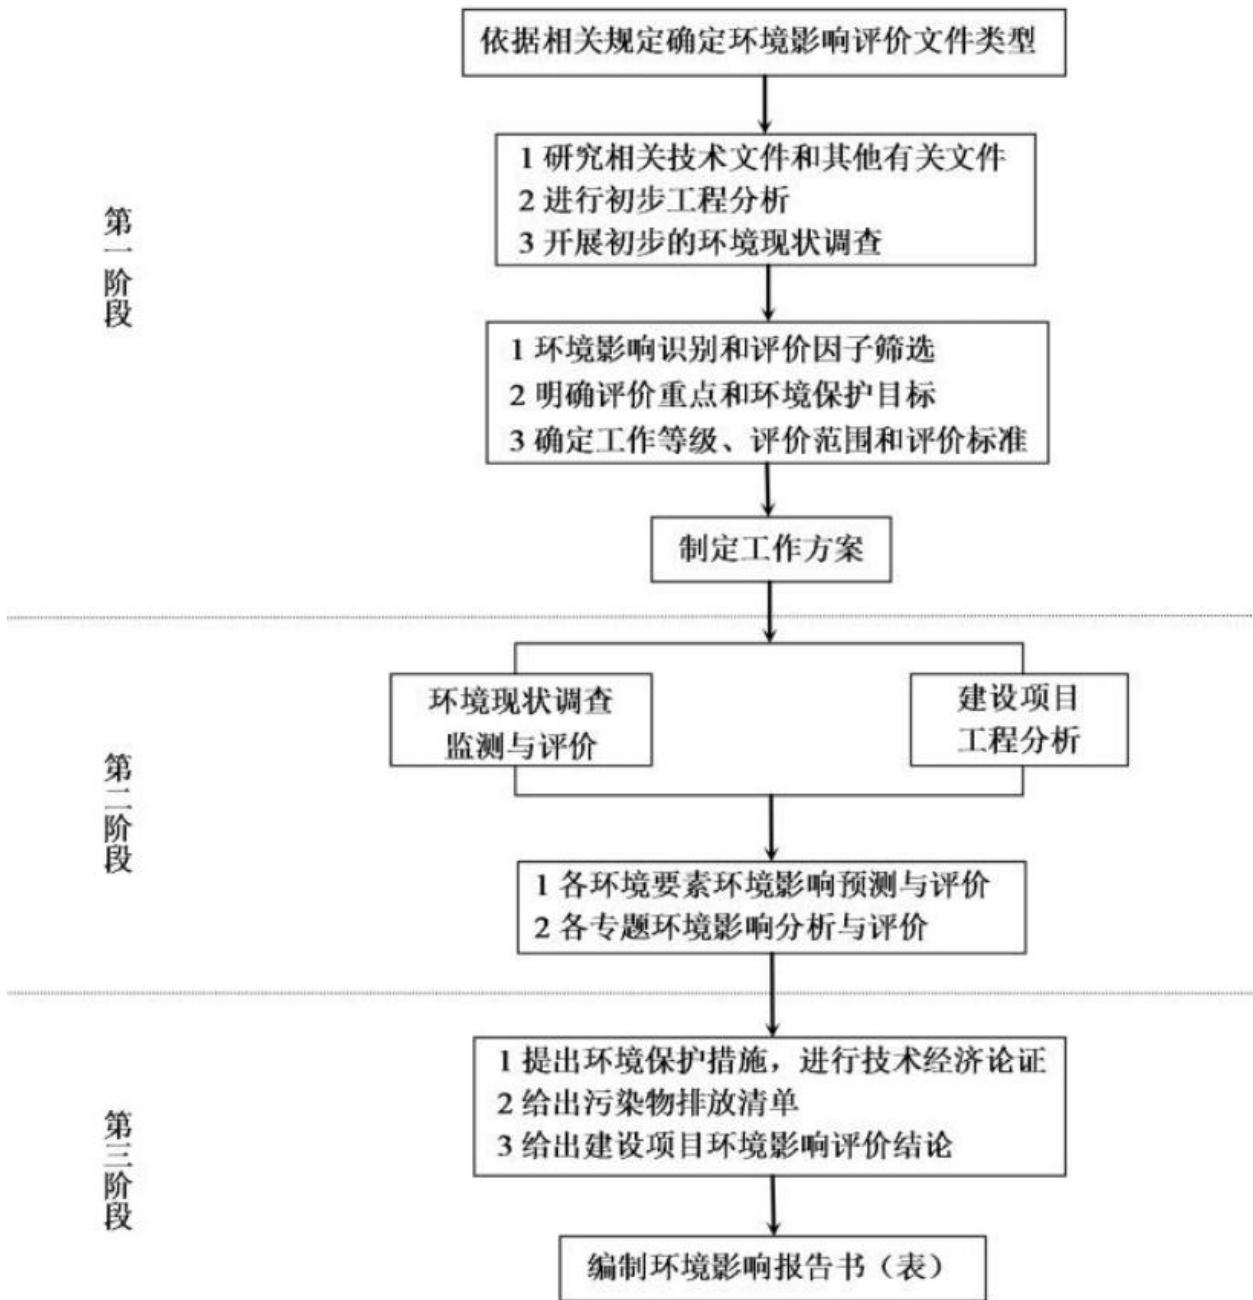 依据相关规定确定环境影响评价文件类型
1 研究相关技术文件和其他有关文件
2 进行初步工程分析
3 开展初步的环境现状调查
第一阶段
1 环境影响识别和评价因子筛选
2 明确评价重点和环境保护目标
3 确定工作等级、评价范围和评价标准
制定工作方案
环境现状调查
监测与评价
建设项目
工程分析
第二阶段
1 各环境要素环境影响预测与评价
2 各专题环境影响分析与评价
1 提出环境保护措施，进行技术经济论证
2 给出污染物排放清单
3 给出建设项目环境影响评价结论
第三阶段
编制环境影响报告书（表）